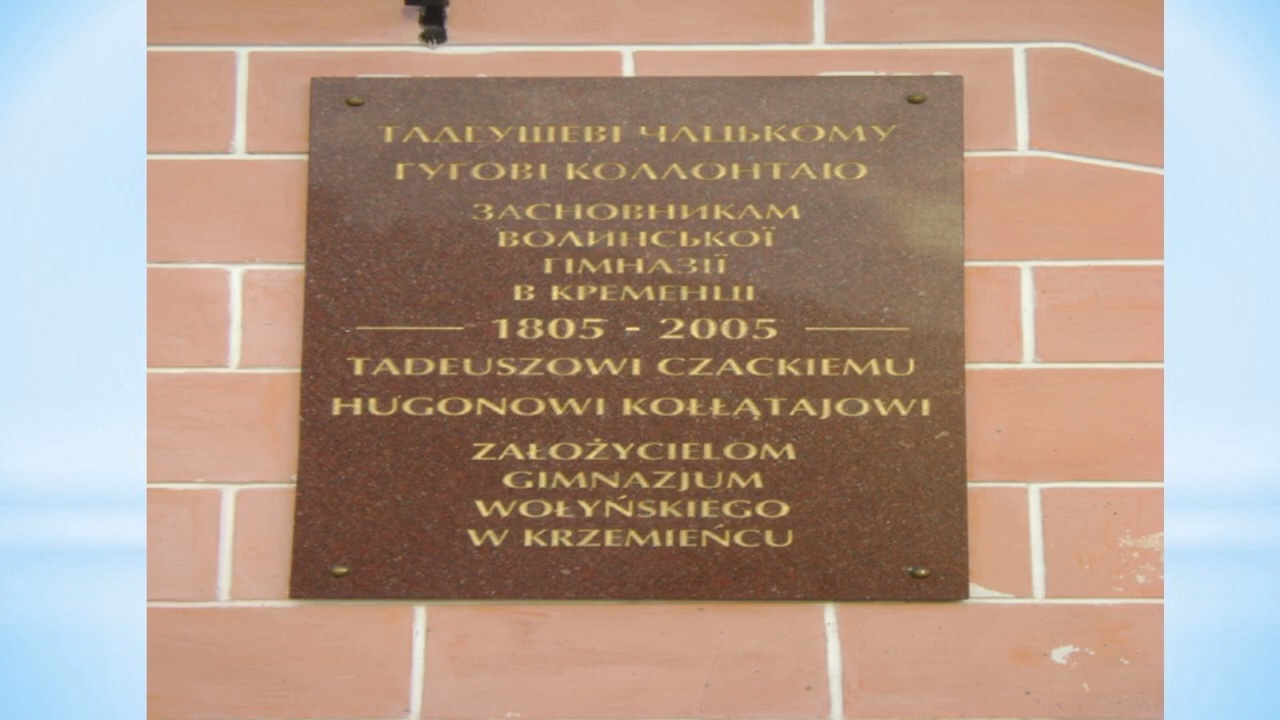 ТАДЕУШЕВІ ЧАЦЬКОМУ
ГУГОВІ КОЛЛОНТАЮ
ЗАСНОВНИКАМ
ВОЛИНСЬКОЇ
ГІМНАЗІЇ
В КРЕМЕНЦІ
1805 - 2005
TADEUSZOWI CZACKIEMU
HUGONOWI KOŁŁĄTAJOWI
ZAŁOŻYCIELOM
GIMNAZJUM
WOŁYŃSKIEGO
W KRZEMIEŃCU